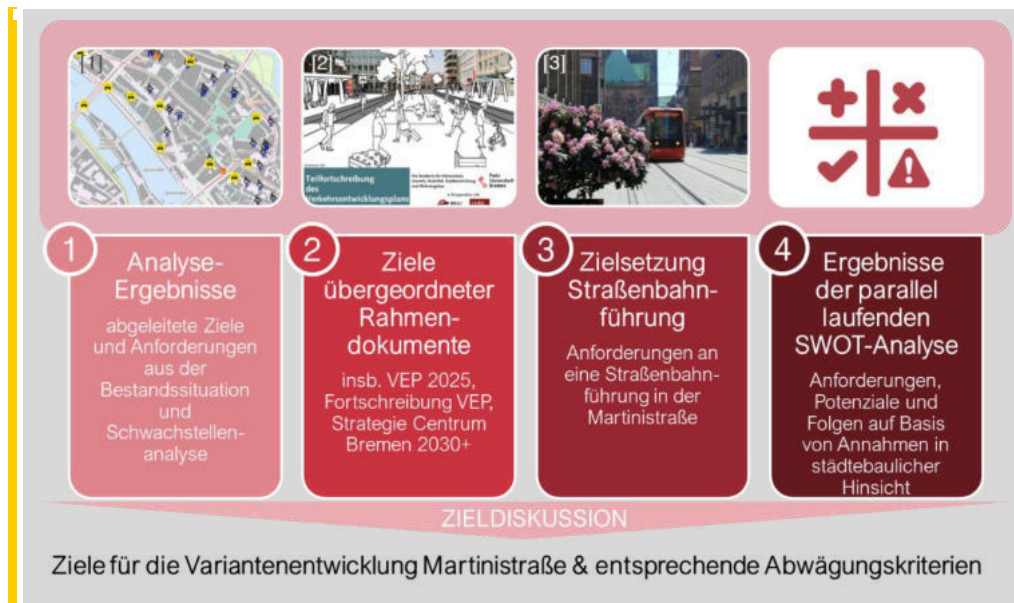 [1]
[2]
[3]
Teilfortschreibung
des
Verkehrsentwicklungsplans
1
Analyse-
Ergebnisse
abgeleitete Ziele
und Anforderungen
aus der
Bestandssituation
und
Schwachstellen-
analyse
2
Ziele
übergeordneter
Rahmen-
dokumente
insb. VEP 2025,
Fortschreibung VEP,
Strategie Centrum
Bremen 2030+
3
Zielsetzung
Straßenbahn-
führung
Anforderungen an
eine Straßenbahn-
führung in der
Martinistraße
4
Ergebnisse
der parallel
laufenden
SWOT-Analyse
Anforderungen,
Potenziale und
Folgen auf Basis
von Annahmen in
städtebaulicher
Hinsicht
ZIELDISKUSSION
Ziele für die Variantenentwicklung Martinistraße & entsprechende Abwägungskriterien